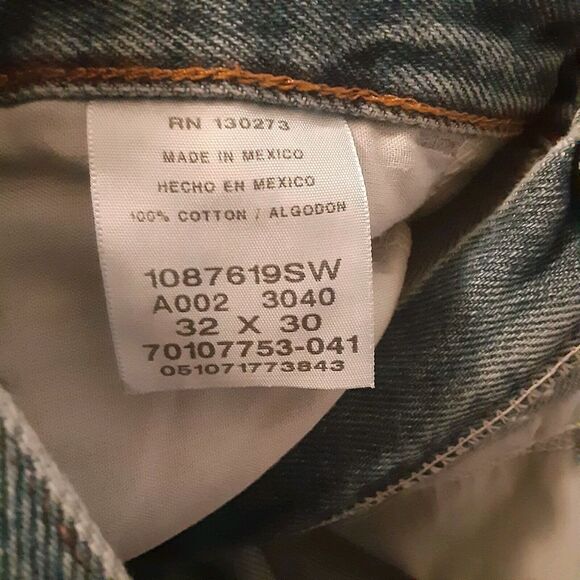 RN 130273
MADE IN MEXICO
HECHO EN MEXICO
100% COTTON / ALGODON
1087619SW
A002 3040
32 X 30
70107753-041
051071773843